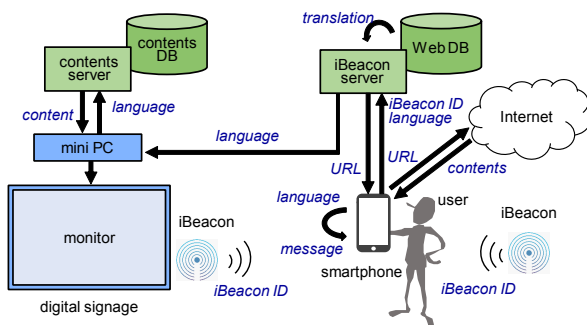 contents
DB
contents
server
translation
Web DB
iBeacon
server
content
language
iBeacon ID
language
Internet
mini PC
language
URL
URL
contents
monitor
iBeacon
language
message
user
iBeacon
smartphone
iBeacon ID
iBeacon ID
digital signage